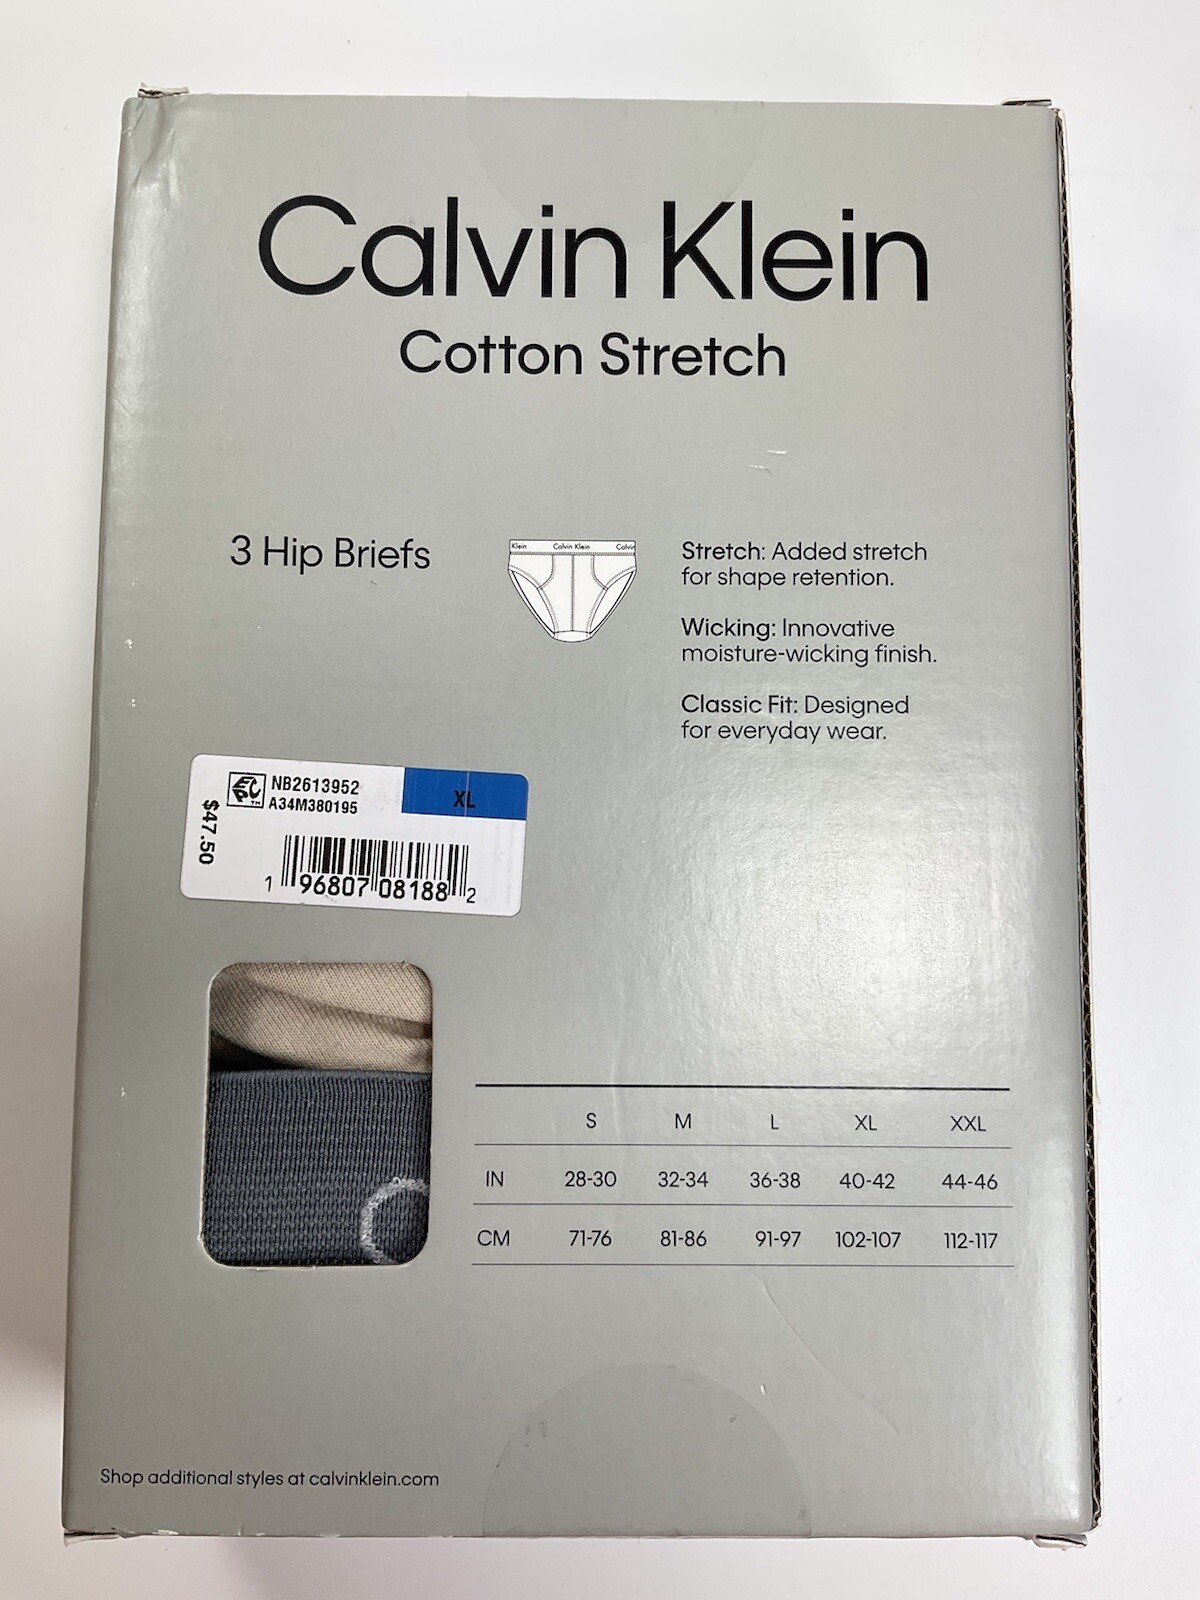 Calvin Klein
Cotton Stretch
3 Hip Briefs
Klein Calvin Klein Calvin
Stretch: Added stretch
for shape retention.
Wicking: Innovative
moisture-wicking finish.
Classic Fit: Designed
for everyday wear.
EPC TM
NB2613952
A34M380195
XL
$47.50
1 96807 08188 2
S M L XL XXL
IN 28-30 32-34 36-38 40-42 44-46
CM 71-76 81-86 91-97 102-107 112-117
Shop additional styles at calvinklein.com